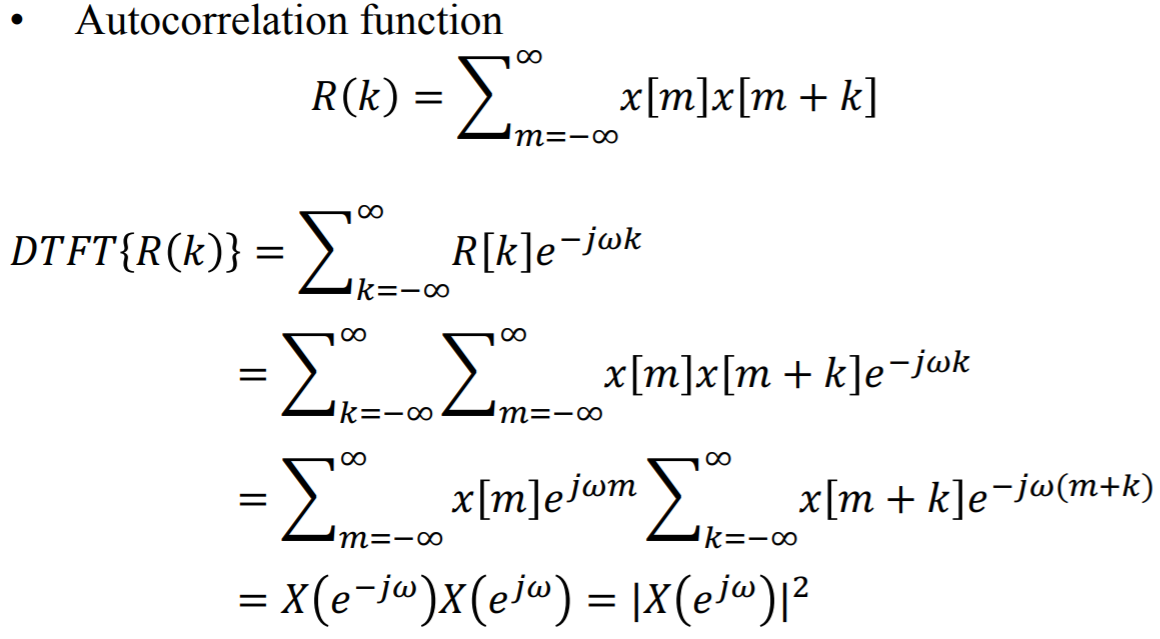 • Autocorrelation function
R(k) = ∑_{m=−∞}^{∞} x[m]x[m + k]
DTFT{R(k)} = ∑_{k=−∞}^{∞} R[k]e^{−jωk}
= ∑_{k=−∞}^{∞} ∑_{m=−∞}^{∞} x[m]x[m + k]e^{−jωk}
= ∑_{m=−∞}^{∞} x[m]e^{jωm} ∑_{k=−∞}^{∞} x[m + k]e^{−jω(m+k)}
= X(e^{−jω})X(e^{jω}) = |X(e^{jω})|²